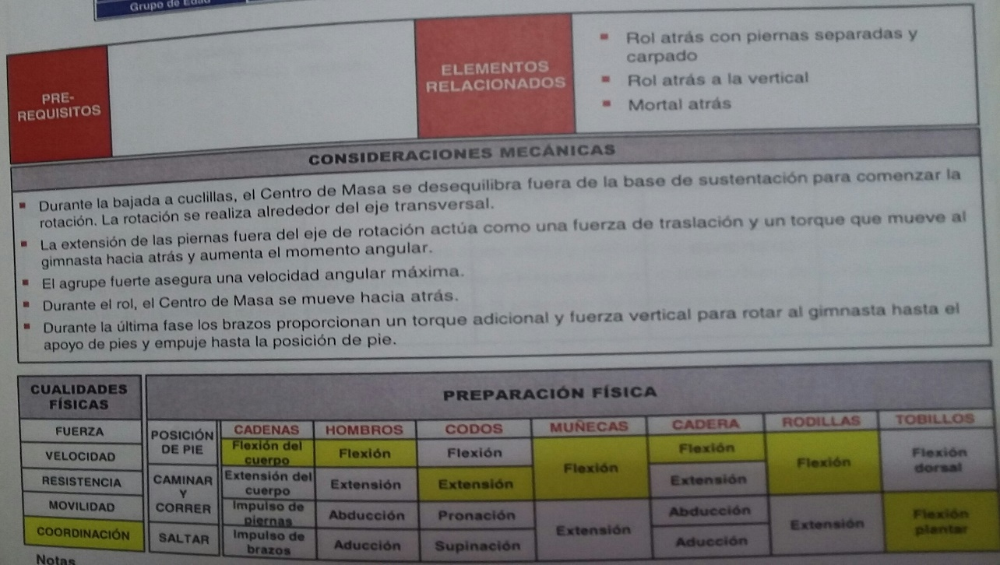 Grupo de Edad
PRE-
REQUISITOS
ELEMENTOS
RELACIONADOS
Rol atrás con piernas separadas y
carpado
Rol atrás a la vertical
Mortal atrás
CONSIDERACIONES MECÁNICAS
Durante la bajada a cuclillas, el Centro de Masa se desequilibra fuera de la base de sustentación para comenzar la
rotación. La rotación se realiza alrededor del eje transversal.
La extensión de las piernas fuera del eje de rotación actúa como una fuerza de traslación y un torque que mueve al
gimnasta hacia atrás y aumenta el momento angular.
El agrupe fuerte asegura una velocidad angular máxima.
Durante el rol, el Centro de Masa se mueve hacia atrás.
Durante la última fase los brazos proporcionan un torque adicional y fuerza vertical para rotar al gimnasta hasta el
apoyo de pies y empuje hasta la posición de pie.
CUALIDADES
FÍSICAS
FUERZA
VELOCIDAD
RESISTENCIA
MOVILIDAD
COORDINACIÓN
PREPARACIÓN FÍSICA
POSICIÓN
DE PIE
CAMINAR
Y
CORRER
SALTAR
CADENAS
Flexión del
cuerpo
Extensión del
cuerpo
Impulso de
piernas
Impulso de
brazos
HOMBROS
Flexión
Extensión
Abducción
Aducción
CODOS
Flexión
Extensión
Pronación
Supinación
MUÑECAS
Flexión
Extensión
CADERA
Flexión
Extensión
Abducción
Aducción
RODILLAS
Flexión
Extensión
TOBILLOS
Flexión
dorsal
Flexión
plantar
Notas